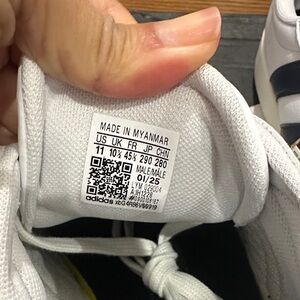 MADE IN MYANMAR
US UK FR JP CHN
11 10½ 45⅓ 290 280
MALE/MALE
01/25
adidas